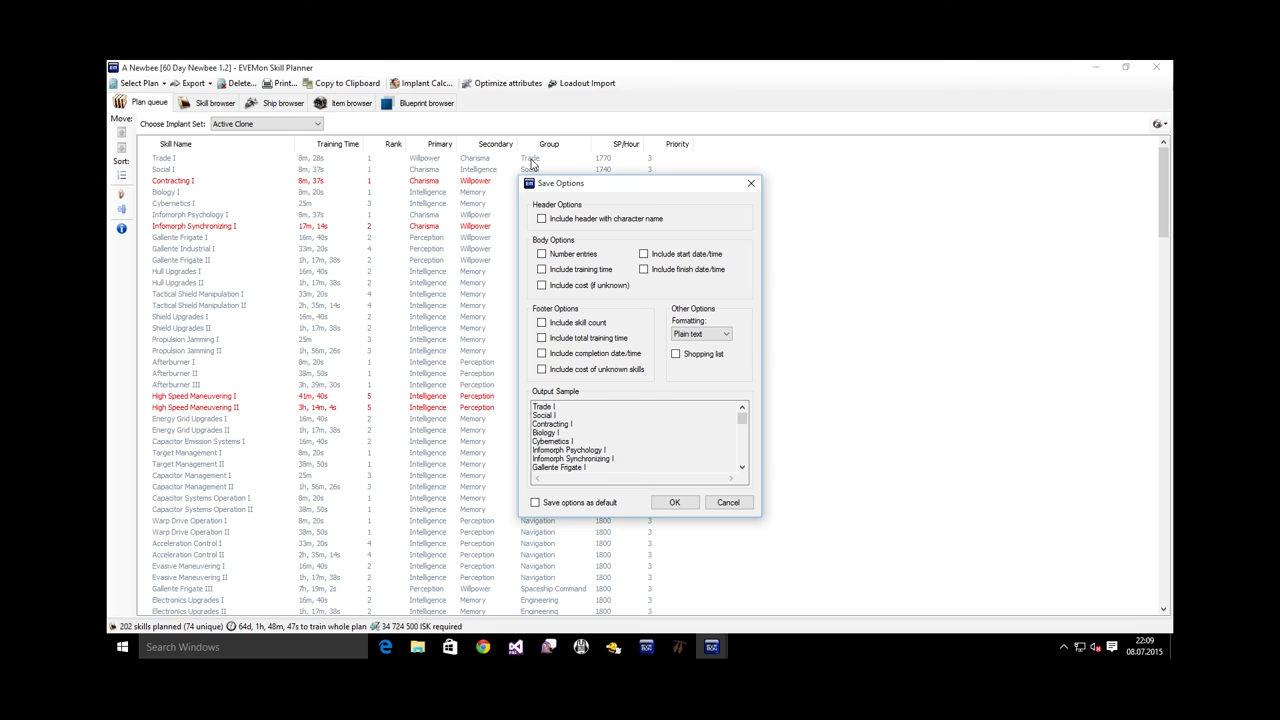 A Newbee [60 Day Newbee 1.2] - EVEMon Skill Planner
Select Plan Export Delete... Print... Copy to Clipboard Implant Calc... Optimize attributes Loadout Import
Plan queue Skill browser Ship browser Item browser Blueprint browser
Move:
Choose Implant Set: Active Clone
Skill Name Training Time Rank Primary Secondary Group SP/Hour Priority
Trade I 8m, 28s 1 Willpower Charisma Trade 1770 3
Sort:
Social I 8m, 37s 1 Charisma Intelligence Social 1740 3
Contracting I 8m, 37s 1 Charisma Willpower
Biology I 8m, 20s 1 Intelligence Memory
Cybernetics I 25m 3 Intelligence Memory
Infomorph Psychology I 8m, 37s 1 Charisma Willpower
Infomorph Synchronizing I 17m, 14s 2 Charisma Willpower
Gallente Frigate I 16m, 40s 2 Perception Willpower
Gallente Industrial I 33m, 20s 4 Perception Willpower
Gallente Frigate II 1h, 17m, 38s 2 Perception Willpower
Hull Upgrades I 16m, 40s 2 Intelligence Memory
Hull Upgrades II 1h, 17m, 38s 2 Intelligence Memory
Tactical Shield Manipulation I 33m, 20s 4 Intelligence Memory
Tactical Shield Manipulation II 2h, 35m, 14s 4 Intelligence Memory
Shield Upgrades I 16m, 40s 2 Intelligence Memory
Shield Upgrades II 1h, 17m, 38s 2 Intelligence Memory
Propulsion Jamming I 25m 3 Intelligence Memory
Propulsion Jamming II 1h, 56m, 26s 3 Intelligence Memory
Afterburner I 8m, 20s 1 Intelligence Perception
Afterburner II 38m, 50s 1 Intelligence Perception
Afterburner III 3h, 39m, 30s 1 Intelligence Perception
High Speed Maneuvering I 41m, 40s 5 Intelligence Perception
High Speed Maneuvering II 3h, 14m, 4s 5 Intelligence Perception
Energy Grid Upgrades I 16m, 40s 2 Intelligence Memory
Energy Grid Upgrades II 1h, 17m, 38s 2 Intelligence Memory
Capacitor Emission Systems I 16m, 40s 2 Intelligence Memory
Target Management I 8m, 20s 1 Intelligence Memory
Target Management II 38m, 50s 1 Intelligence Memory
Capacitor Management I 25m 3 Intelligence Memory
Capacitor Management II 1h, 56m, 26s 3 Intelligence Memory
Capacitor Systems Operation I 8m, 20s 1 Intelligence Memory
Capacitor Systems Operation II 38m, 50s 1 Intelligence Memory
Warp Drive Operation I 8m, 20s 1 Intelligence Perception Navigation 1800 3
Warp Drive Operation II 38m, 50s 1 Intelligence Perception Navigation 1800 3
Acceleration Control I 33m, 20s 4 Intelligence Perception Navigation 1800 3
Acceleration Control II 2h, 35m, 14s 4 Intelligence Perception Navigation 1800 3
Evasive Maneuvering I 16m, 40s 2 Intelligence Perception Navigation 1800 3
Evasive Maneuvering II 1h, 17m, 38s 2 Intelligence Perception Navigation 1800 3
Gallente Frigate III 7h, 19m, 2s 2 Perception Willpower Spaceship Command 1800 3
Electronics Upgrades I 16m, 40s 2 Intelligence Memory Engineering 1800 3
Electronics Upgrades II 1h, 17m, 38s 2 Intelligence Memory Engineering 1800 3
202 skills planned (74 unique) 64d, 1h, 48m, 47s to train whole plan 34 724 500 ISK required
Save Options
Header Options
Include header with character name
Body Options
Number entries Include start date/time
Include training time Include finish date/time
Include cost (if unknown)
Footer Options
Include skill count
Include total training time
Include completion date/time
Include cost of unknown skills
Other Options
Formatting:
Plain text
Shopping list
Output Sample
Trade I
Social I
Contracting I
Biology I
Cybernetics I
Infomorph Psychology I
Infomorph Synchronizing I
Gallente Frigate I
Save options as default OK Cancel
Search Windows
22:09
08.07.2015